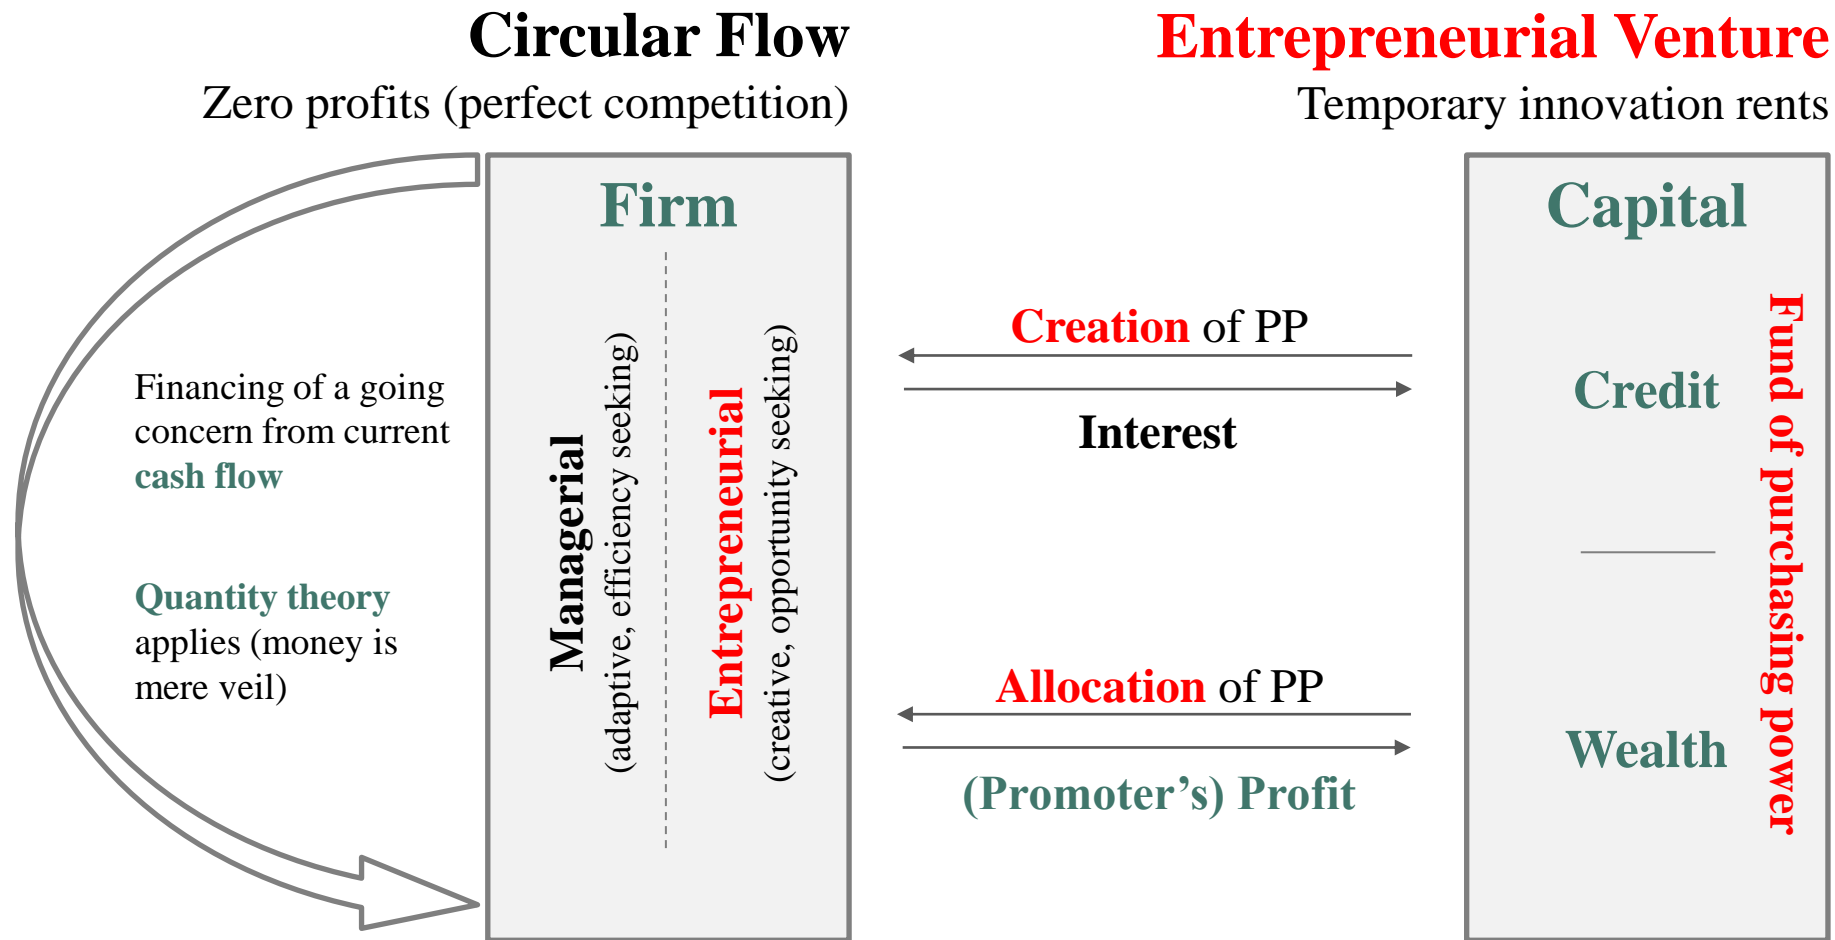 Circular Flow
Zero profits (perfect competition)
Entrepreneurial Venture
Temporary innovation rents
Financing of a going
concern from current
cash flow
Quantity theory
applies (money is
mere veil)
Firm
Managerial
(adaptive, efficiency seeking)
Entrepreneurial
(creative, opportunity seeking)
Creation of PP
Interest
Allocation of PP
(Promoter’s) Profit
Capital
Credit
Wealth
Fund of purchasing power